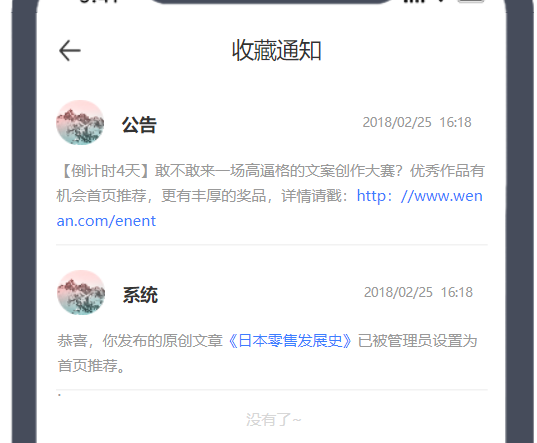 收藏通知
公告
2018/02/25 16:18
【倒计时4天】敢不敢来一场高逼格的文案创作大赛？优秀作品有
机会首页推荐，更有丰厚的奖品，详情请戳：http：//www.wen
an.com/enent
系统
2018/02/25 16:18
恭喜，你发布的原创文章《日本零售发展史》已被管理员设置为
首页推荐。
没有了~